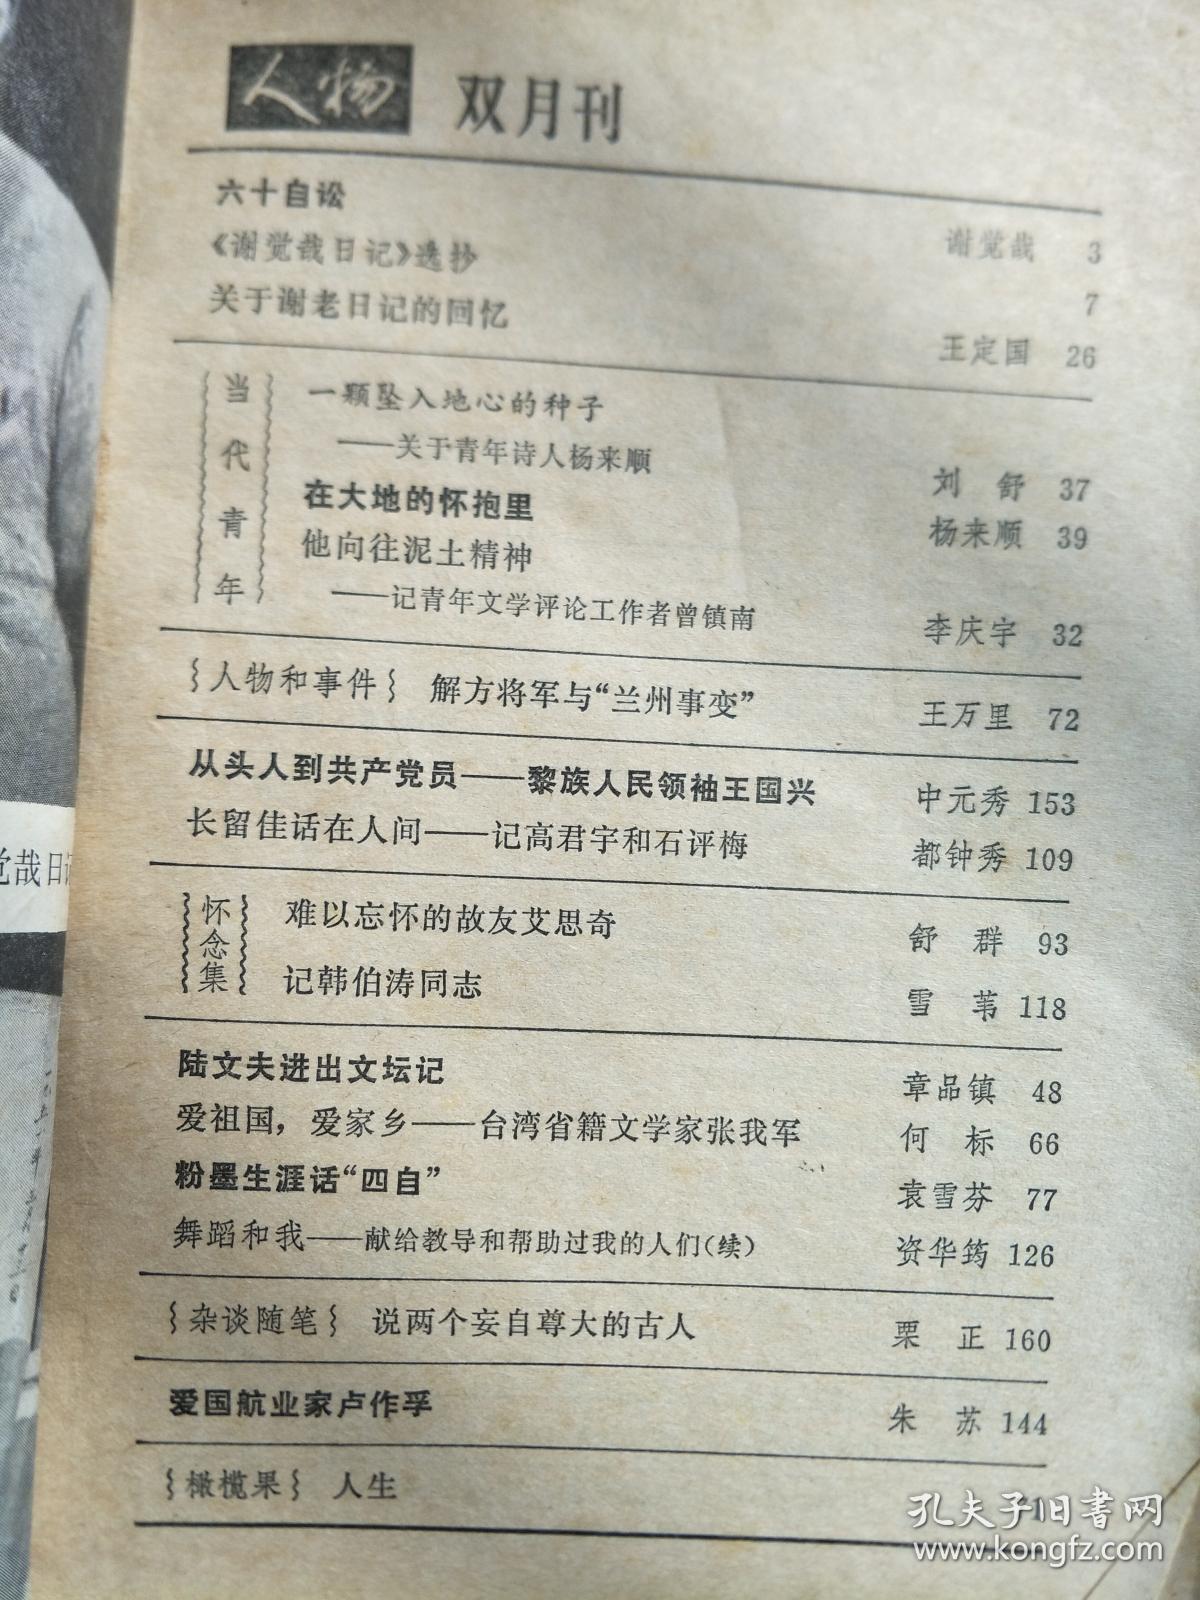 人物 双月刊
六十自讼 谢觉哉 3
《谢觉哉日记》选抄 7
关于谢老日记的回忆 王定国 26
当代青年
一颗坠入地心的种子
——关于青年诗人杨来顺 刘舒 37
在大地的怀抱里 杨来顺 39
他向往泥土精神
——记青年文学评论工作者曾镇南 李庆宇 32
人物和事件 解方将军与“兰州事变” 王万里 72
从头人到共产党员——黎族人民领袖王国兴 中元秀 153
长留佳话在人间——记高君宇和石评梅 都钟秀 109
怀念集
难以忘怀的故友艾思奇 舒群 93
记韩伯涛同志 雪苇 118
陆文夫进出文坛记 章品镇 48
爱祖国，爱家乡——台湾省籍文学家张我军 何标 66
粉墨生涯话“四自” 袁雪芬 77
舞蹈和我——献给教导和帮助过我的人们(续) 资华筠 126
杂谈随笔 说两个妄自尊大的古人 栗正 160
爱国航业家卢作孚 朱苏 144
橄榄果 人生
觉哉日记
孔夫子旧书网
www.kongfz.com